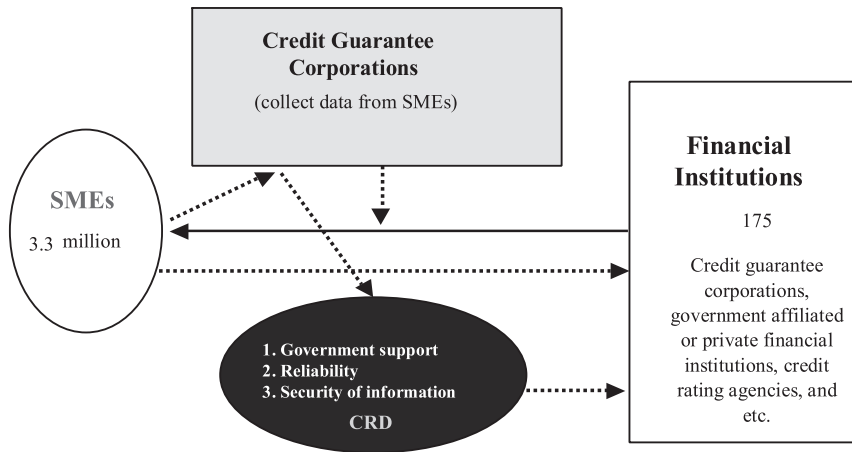 Credit Guarantee
Corporations
(collect data from SMEs)
SMEs
3.3 million
Financial
Institutions
175
Credit guarantee
corporations,
government affiliated
or private financial
institutions, credit
rating agencies, and
etc.
1. Government support
2. Reliability
3. Security of information
CRD